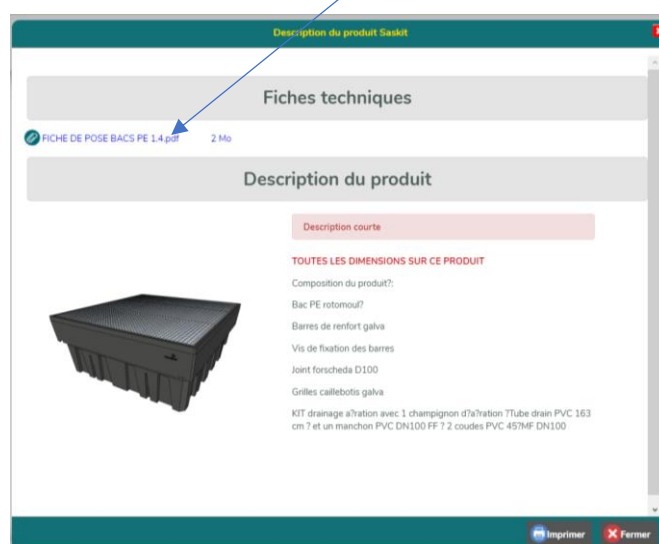 Description du produit Saskit
Fiches techniques
FICHE DE POSE BACS PE 1.4.pdf 2 Mo
Description du produit
Description courte
TOUTES LES DIMENSIONS SUR CE PRODUIT
Composition du produit?:
Bac PE rotomoul?
Barres de renfort galva
Vis de fixation des barres
Joint forscheda D100
Grilles caillebotis galva
KIT drainage a?ration avec 1 champignon d?a?ration ?Tube drain PVC 163
cm ? et un manchon PVC DN100 FF ? 2 coudes PVC 45?MF DN100
Imprimer Fermer